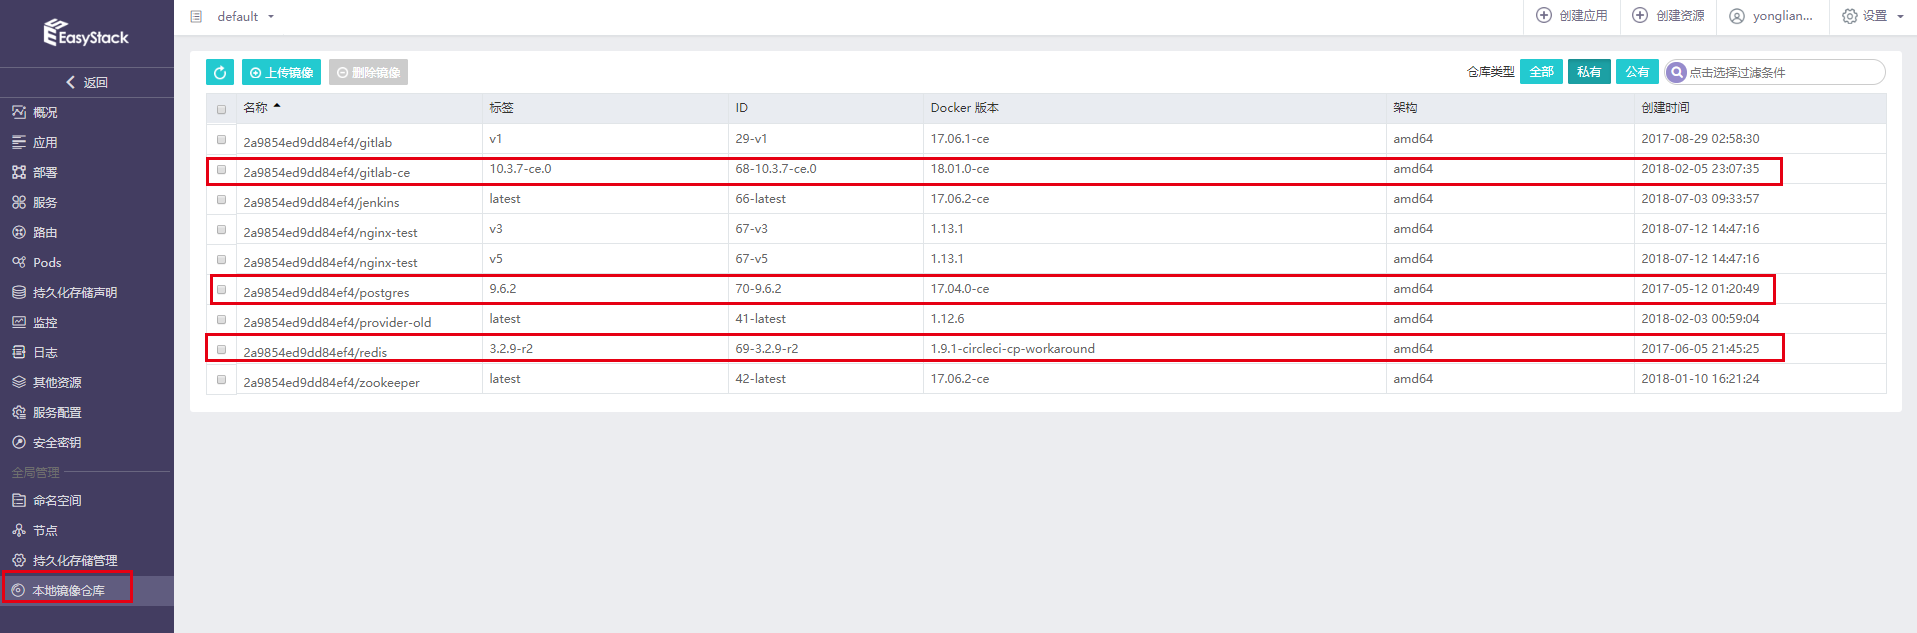 EasyStack
default
创建应用
创建资源
yonglian...
设置
返回
概况
应用
部署
服务
路由
Pods
持久化存储声明
监控
日志
其他资源
服务配置
安全密钥
全局管理
命名空间
节点
持久化存储管理
本地镜像仓库
上传镜像 删除镜像 仓库类型 全部 私有 公有 点击选择过滤条件
名称 标签 ID Docker 版本 架构 创建时间
2a9854ed9dd84ef4/gitlab v1 29-v1 17.06.1-ce amd64 2017-08-29 02:58:30
2a9854ed9dd84ef4/gitlab-ce 10.3.7-ce.0 68-10.3.7-ce.0 18.01.0-ce amd64 2018-02-05 23:07:35
2a9854ed9dd84ef4/jenkins latest 66-latest 17.06.2-ce amd64 2018-07-03 09:33:57
2a9854ed9dd84ef4/nginx-test v3 67-v3 1.13.1 amd64 2018-07-12 14:47:16
2a9854ed9dd84ef4/nginx-test v5 67-v5 1.13.1 amd64 2018-07-12 14:47:16
2a9854ed9dd84ef4/postgres 9.6.2 70-9.6.2 17.04.0-ce amd64 2017-05-12 01:20:49
2a9854ed9dd84ef4/provider-old latest 41-latest 1.12.6 amd64 2018-02-03 00:59:04
2a9854ed9dd84ef4/redis 3.2.9-r2 69-3.2.9-r2 1.9.1-circleci-cp-workaround amd64 2017-06-05 21:45:25
2a9854ed9dd84ef4/zookeeper latest 42-latest 17.06.2-ce amd64 2018-01-10 16:21:24